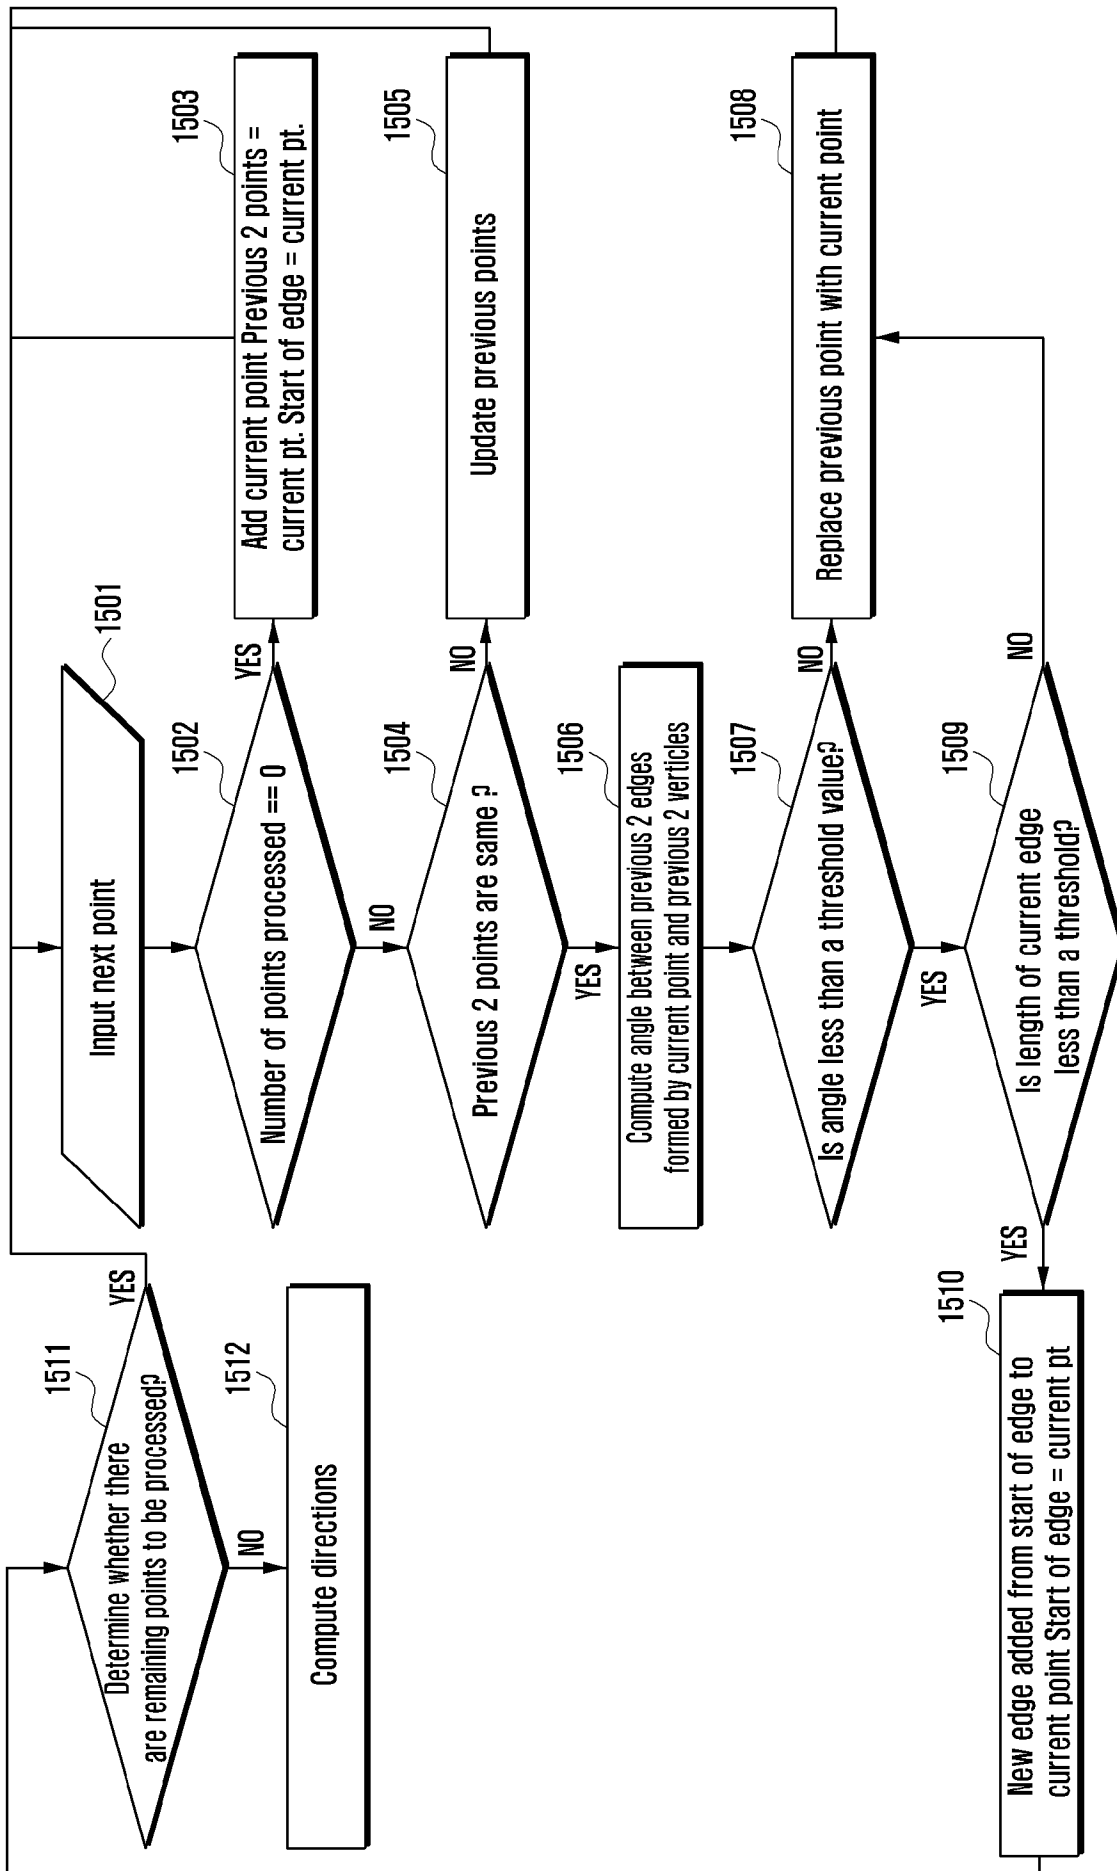 Input next point
1501
Number of points processed == 0
1502
YES
NO
Add current point Previous 2 points =
current pt. Start of edge = current pt.
1503
Previous 2 points are same ?
1504
NO
YES
Update previous points
1505
Compute angle between previous 2 edges
formed by current point and previous 2 verticles
1506
Is angle less than a threshold value?
1507
NO
YES
Replace previous point with current point
1508
Is length of current edge
less than a threshold?
1509
NO
YES
New edge added from start of edge to
current point Start of edge = current pt
1510
Determine whether there
are remaining points to be processed?
1511
YES
NO
Compute directions
1512